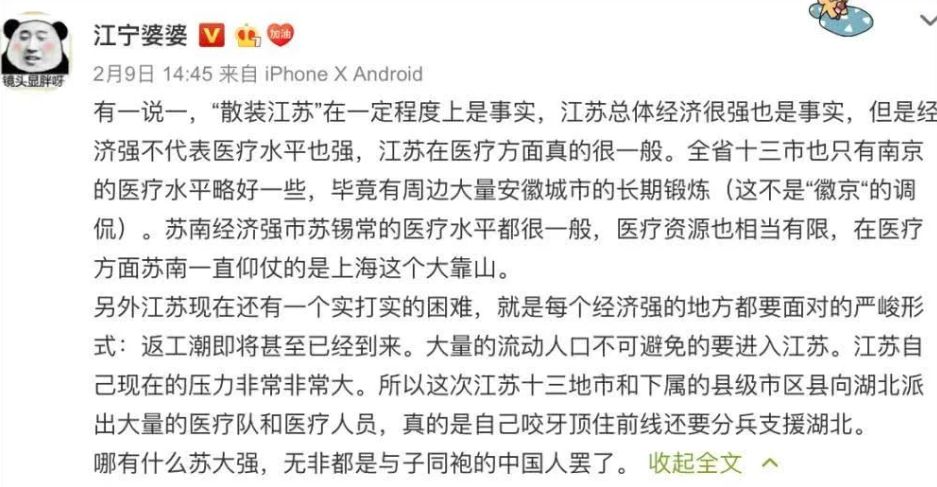 江宁婆婆 V 加油
镜头显胖呀
2月9日 14:45 来自 iPhone X Android
有一说一，“散装江苏”在一定程度上是事实，江苏总体经济很强也是事实，但是经
济强不代表医疗水平也强，江苏在医疗方面真的很一般。全省十三市也只有南京
的医疗水平略好一些，毕竟有周边大量安徽城市的长期锻炼（这不是“徽京“的调
侃）。苏南经济强市苏锡常的医疗水平都很一般，医疗资源也相当有限，在医疗
方面苏南一直仰仗的是上海这个大靠山。
另外江苏现在还有一个实打实的困难，就是每个经济强的地方都要面对的严峻形
式：返工潮即将甚至已经到来。大量的流动人口不可避免的要进入江苏。江苏自
己现在的压力非常非常大。所以这次江苏十三地市和下属的县级市区县向湖北派
出大量的医疗队和医疗人员，真的是自己咬牙顶住前线还要分兵支援湖北。
哪有什么苏大强，无非都是与子同袍的中国人罢了。 收起全文